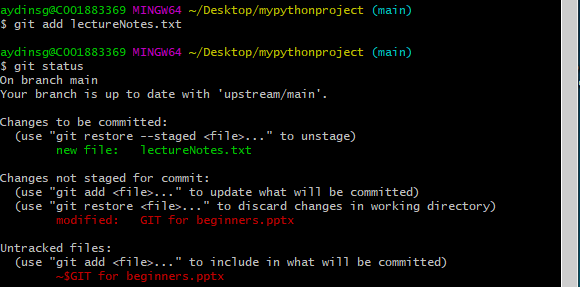 aydinsg@COO1883369 MINGW64 ~/Desktop/mypythonproject (main)
$ git add lectureNotes.txt
aydinsg@COO1883369 MINGW64 ~/Desktop/mypythonproject (main)
$ git status
On branch main
Your branch is up to date with 'upstream/main'.
Changes to be committed:
  (use "git restore --staged <file>..." to unstage)
        new file:   lectureNotes.txt
Changes not staged for commit:
  (use "git add <file>..." to update what will be committed)
  (use "git restore <file>..." to discard changes in working directory)
        modified:   GIT for beginners.pptx
Untracked files:
  (use "git add <file>..." to include in what will be committed)
        ~$GIT for beginners.pptx